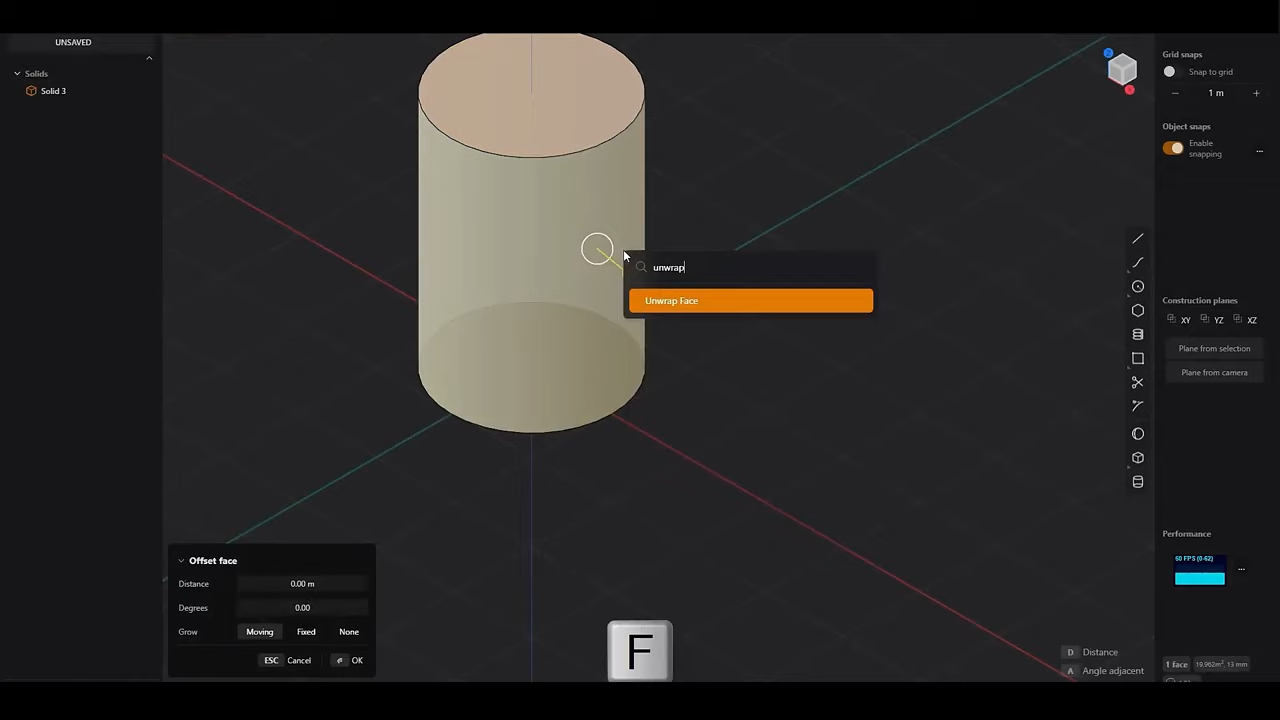 UNSAVED
Solids
Solid 3
unwrap
Unwrap Face
Offset face
Distance 0.00 m
Degrees 0.00
Grow Moving Fixed None
ESC Cancel OK
F
Grid snaps
Snap to grid
− 1 m +
Object snaps
Enable
snapping
...
Construction planes
XY YZ XZ
Plane from selection
Plane from camera
Performance
60 FPS (0-62)
...
D Distance
A Angle adjacent
1 face